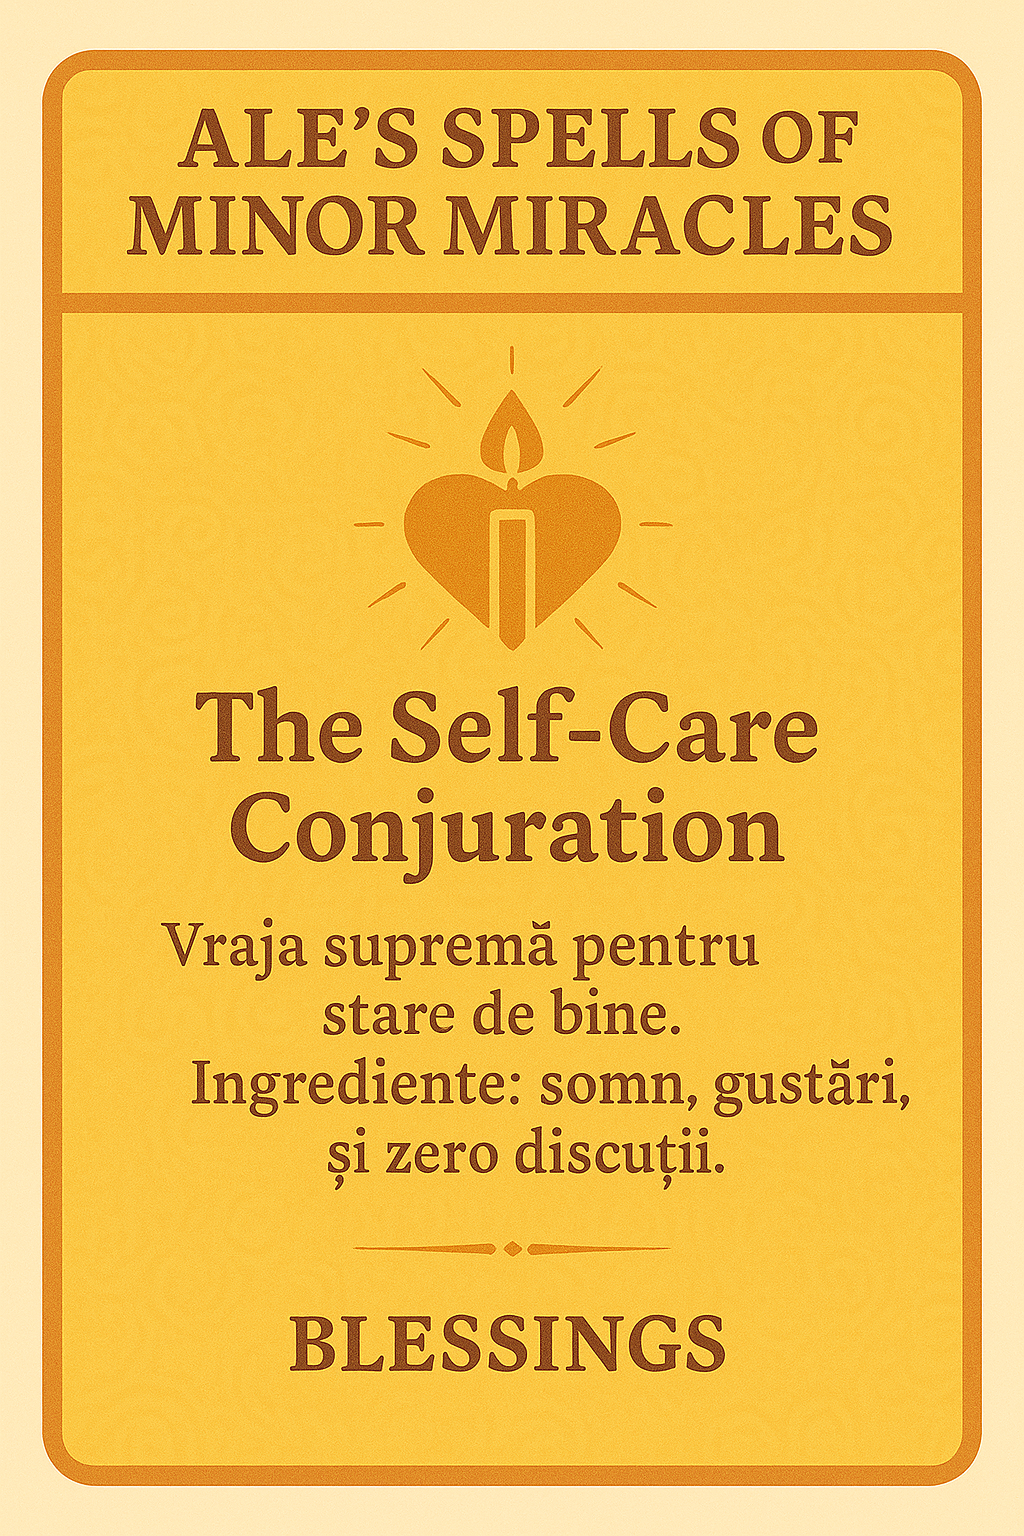 ALE’S SPELLS OF
MINOR MIRACLES
The Self-Care
Conjuration
Vraja supremă pentru
stare de bine.
Ingrediente: somn, gustări,
și zero discuții.
BLESSINGS